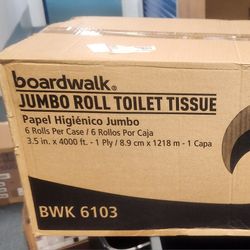 boardwalk®
JUMBO ROLL TOILET TISSUE
Papel Higiénico Jumbo
6 Rolls Per Case / 6 Rollos Por Caja
3.5 in. x 4000 ft. - 1 Ply / 8.9 cm x 1218 m - 1 Capa
BWK 6103